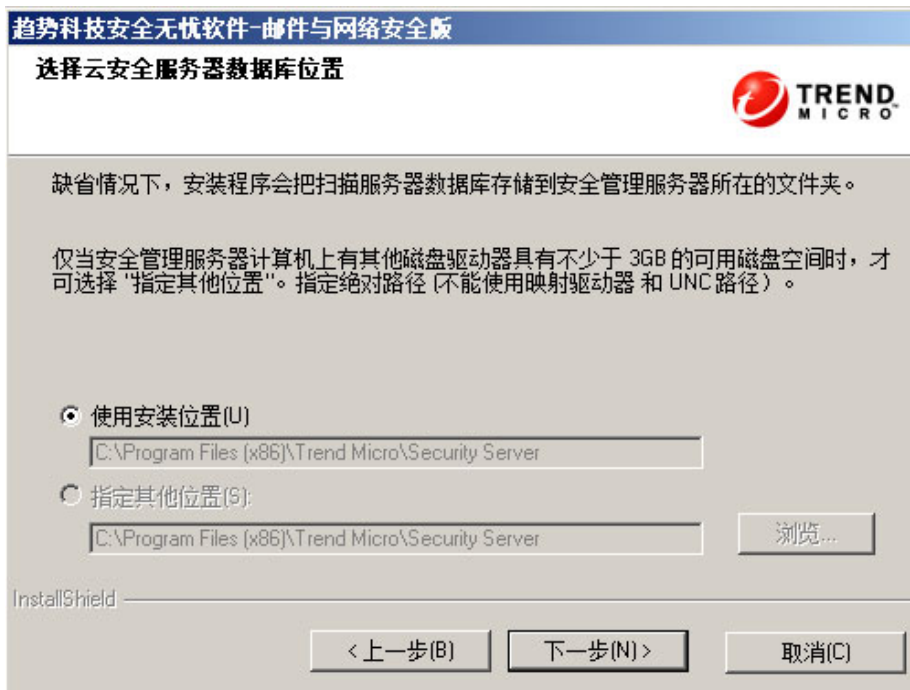 趋势科技安全无忧软件-邮件与网络安全版
选择云安全服务器数据库位置
TREND
MICRO
缺省情况下，安装程序会把扫描服务器数据库存储到安全管理服务器所在的文件夹。
仅当安全管理服务器计算机上有其他磁盘驱动器具有不少于 3GB 的可用磁盘空间时，才
可选择 "指定其他位置"。指定绝对路径 (不能使用映射驱动器 和 UNC 路径）。
使用安装位置(U)
C:\Program Files (x86)\Trend Micro\Security Server
指定其他位置(S):
C:\Program Files (x86)\Trend Micro\Security Server
浏览...
InstallShield
< 上一步(B)
下一步(N) >
取消(C)